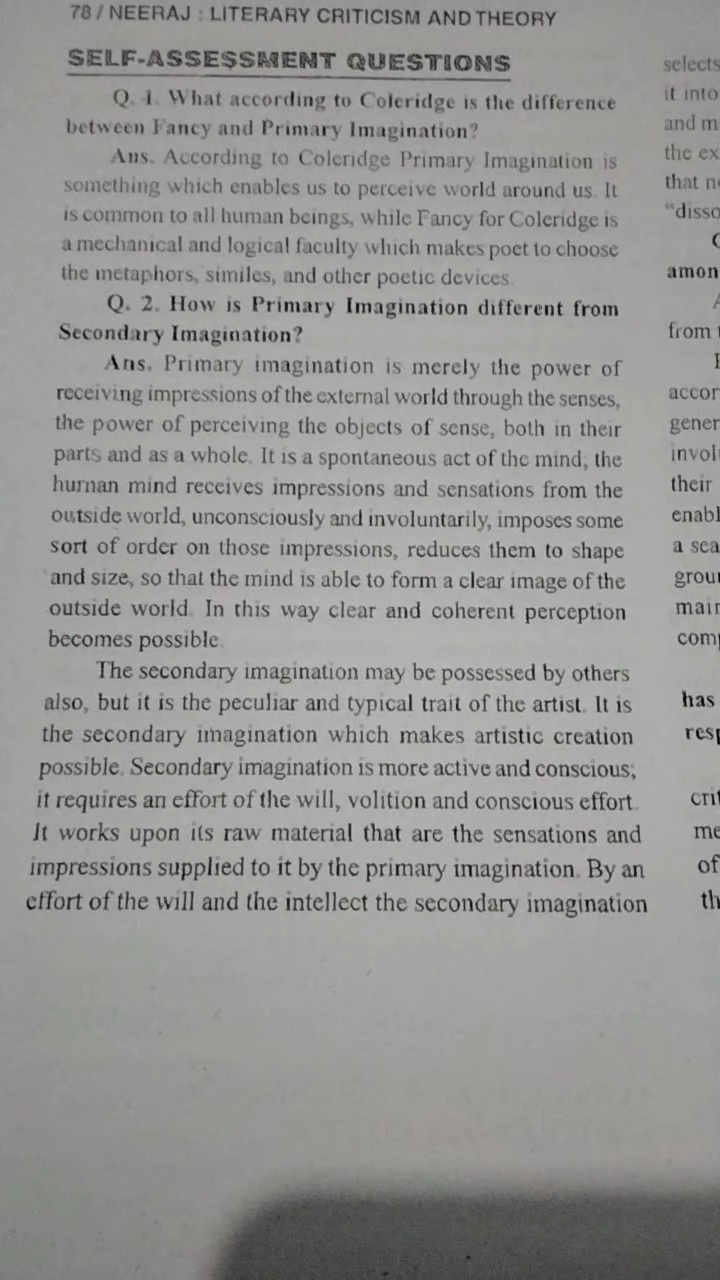 78 / NEERAJ : LITERARY CRITICISM AND THEORY
SELF-ASSESSMENT QUESTIONS
Q. 1. What according to Coleridge is the difference
between Fancy and Primary Imagination?
Ans. According to Coleridge Primary Imagination is
something which enables us to perceive world around us. It
is common to all human beings, while Fancy for Coleridge is
a mechanical and logical faculty which makes poet to choose
the metaphors, similes, and other poetic devices.
Q. 2. How is Primary Imagination different from
Secondary Imagination?
Ans. Primary imagination is merely the power of
receiving impressions of the external world through the senses,
the power of perceiving the objects of sense, both in their
parts and as a whole. It is a spontaneous act of the mind; the
human mind receives impressions and sensations from the
outside world, unconsciously and involuntarily, imposes some
sort of order on those impressions, reduces them to shape
and size, so that the mind is able to form a clear image of the
outside world. In this way clear and coherent perception
becomes possible.
The secondary imagination may be possessed by others
also, but it is the peculiar and typical trait of the artist. It is
the secondary imagination which makes artistic creation
possible. Secondary imagination is more active and conscious;
it requires an effort of the will, volition and conscious effort.
It works upon its raw material that are the sensations and
impressions supplied to it by the primary imagination. By an
effort of the will and the intellect the secondary imagination
selects
it into
and m
the ex
that
"disso
amon
from
accor
gener
invol
their
enabl
a sea
grou
main
com
has
resp
crit
me
of
th